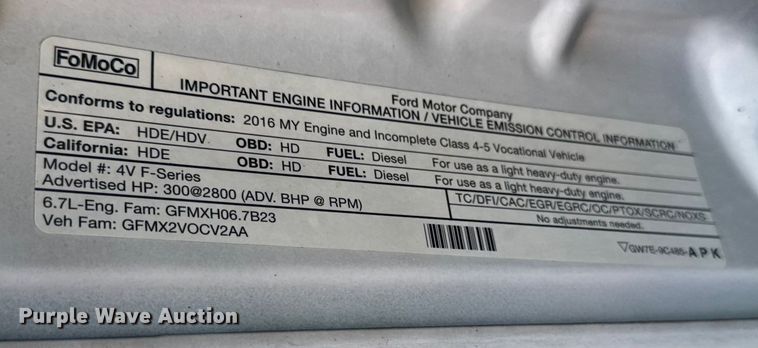 FoMoCo
Ford Motor Company
IMPORTANT ENGINE INFORMATION / VEHICLE EMISSION CONTROL INFORMATION
Conforms to regulations: 2016 MY Engine and Incomplete Class 4-5 Vocational Vehicle
U.S. EPA: HDE/HDV OBD: HD FUEL: Diesel For use as a light heavy-duty engine.
California: HDE OBD: HD FUEL: Diesel For use as a light heavy-duty engine.
Model #: 4V F-Series
Advertised HP: 300@2800 (ADV. BHP @ RPM)
TC/DFI/CAC/EGR/EGRC/OC/PTOX/SCRC/NOXS
No adjustments needed.
6.7L-Eng. Fam: GFMXH06.7B23
Veh Fam: GFMX2VOCV2AA
GW7E-9C485-APK
Purple Wave Auction